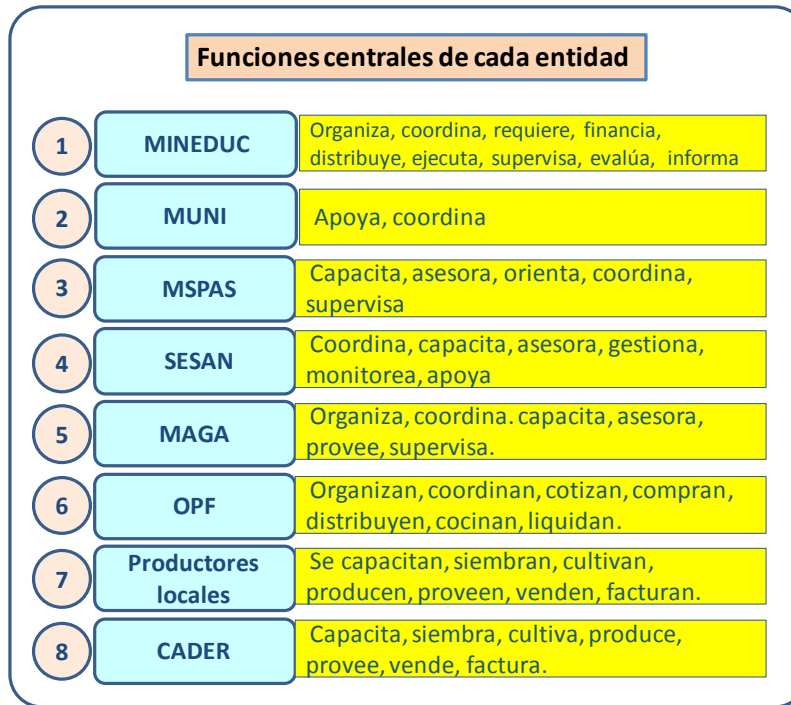 Funciones centrales de cada entidad
1
MINEDUC
Organiza, coordina, requiere, financia,
distribuye, ejecuta, supervisa, evalúa, informa
2
MUNI
Apoya, coordina
3
MSPAS
Capacita, asesora, orienta, coordina,
supervisa
4
SESAN
Coordina, capacita, asesora, gestiona,
monitorea, apoya
5
MAGA
Organiza, coordina. capacita, asesora,
provee, supervisa.
6
OPF
Organizan, coordinan, cotizan, compran,
distribuyen, cocinan, liquidan.
7
Productores
locales
Se capacitan, siembran, cultivan,
producen, proveen, venden, facturan.
8
CADER
Capacita, siembra, cultiva, produce,
provee, vende, factura.